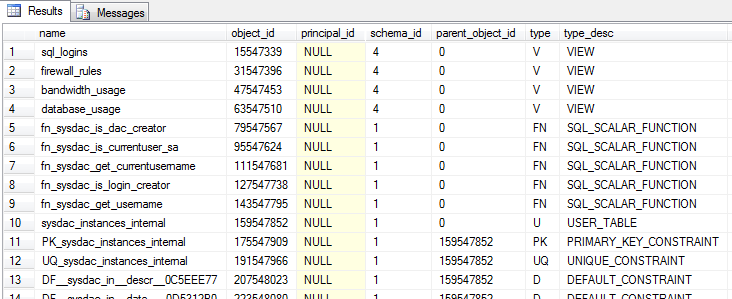 Results Messages
name object_id principal_id schema_id parent_object_id type type_desc
1 sql_logins 15547339 NULL 4 0 V VIEW
2 firewall_rules 31547396 NULL 4 0 V VIEW
3 bandwidth_usage 47547453 NULL 4 0 V VIEW
4 database_usage 63547510 NULL 4 0 V VIEW
5 fn_sysdac_is_dac_creator 79547567 NULL 1 0 FN SQL_SCALAR_FUNCTION
6 fn_sysdac_is_currentuser_sa 95547624 NULL 1 0 FN SQL_SCALAR_FUNCTION
7 fn_sysdac_get_currentusername 111547681 NULL 1 0 FN SQL_SCALAR_FUNCTION
8 fn_sysdac_is_login_creator 127547738 NULL 1 0 FN SQL_SCALAR_FUNCTION
9 fn_sysdac_get_username 143547795 NULL 1 0 FN SQL_SCALAR_FUNCTION
10 sysdac_instances_internal 159547852 NULL 1 0 U USER_TABLE
11 PK_sysdac_instances_internal 175547909 NULL 1 159547852 PK PRIMARY_KEY_CONSTRAINT
12 UQ_sysdac_instances_internal 191547966 NULL 1 159547852 UQ UNIQUE_CONSTRAINT
13 DF__sysdac_in__descr__0C5EEE77 207548023 NULL 1 159547852 D DEFAULT_CONSTRAINT
14 NULL 1 159547852 D DEFAULT_CONSTRAINT